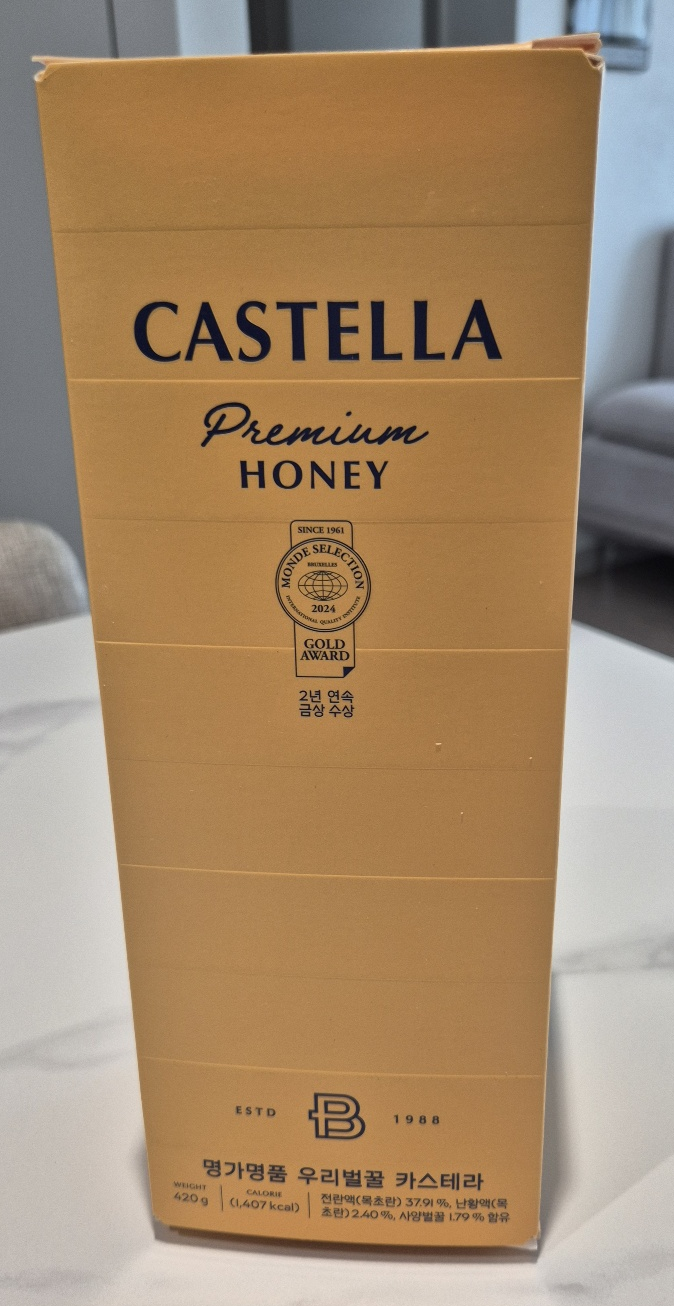 CASTELLA
Premium
HONEY
SINCE 1961
MONDE SELECTION
BRUXELLES
2024
INTERNATIONAL QUALITY INSTITUTE
GOLD
AWARD
2년 연속
금상 수상
ESTD B 1988
명가명품 우리벌꿀 카스테라
WEIGHT
420 g
CALORIE
(1,407 kcal)
전란액(목초란) 37.91 %, 난황액(목
초란) 2.40 %, 사양벌꿀 1.79 % 함유